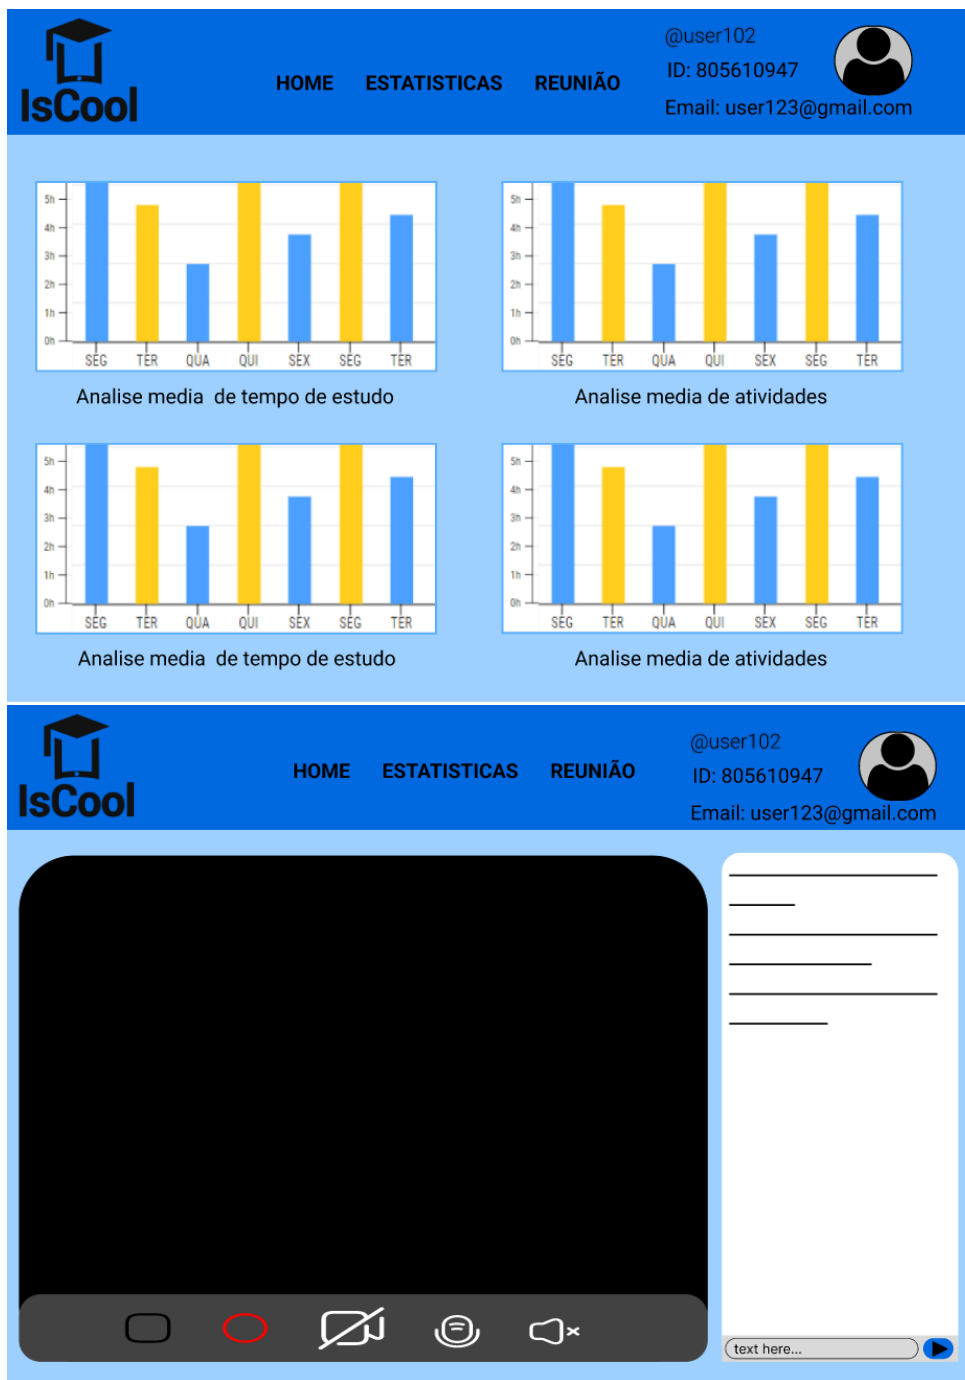 IsCool
HOME ESTATISTICAS REUNIÃO
@user102
ID: 805610947
Email: user123@gmail.com
5h
4h
3h
2h
1h
0h
SEG TER QUA QUI SEX SEG TER
Analise media de tempo de estudo
5h
4h
3h
2h
1h
0h
SEG TER QUA QUI SEX SEG TER
Analise media de atividades
5h
4h
3h
2h
1h
0h
SEG TER QUA QUI SEX SEG TER
Analise media de tempo de estudo
5h
4h
3h
2h
1h
0h
SEG TER QUA QUI SEX SEG TER
Analise media de atividades
IsCool
HOME ESTATISTICAS REUNIÃO
@user102
ID: 805610947
Email: user123@gmail.com
text here...